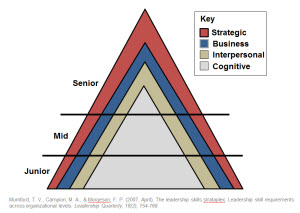 Key
Strategic
Business
Interpersonal
Cognitive
Senior
Mid
Junior
Mumford, T. V., Campion, M. A., & Morgeson, F. P. (2007, April). The leadership skills strataplex: Leadership skill requirements
across organizational levels. Leadership Quarterly, 18(2), 154-166